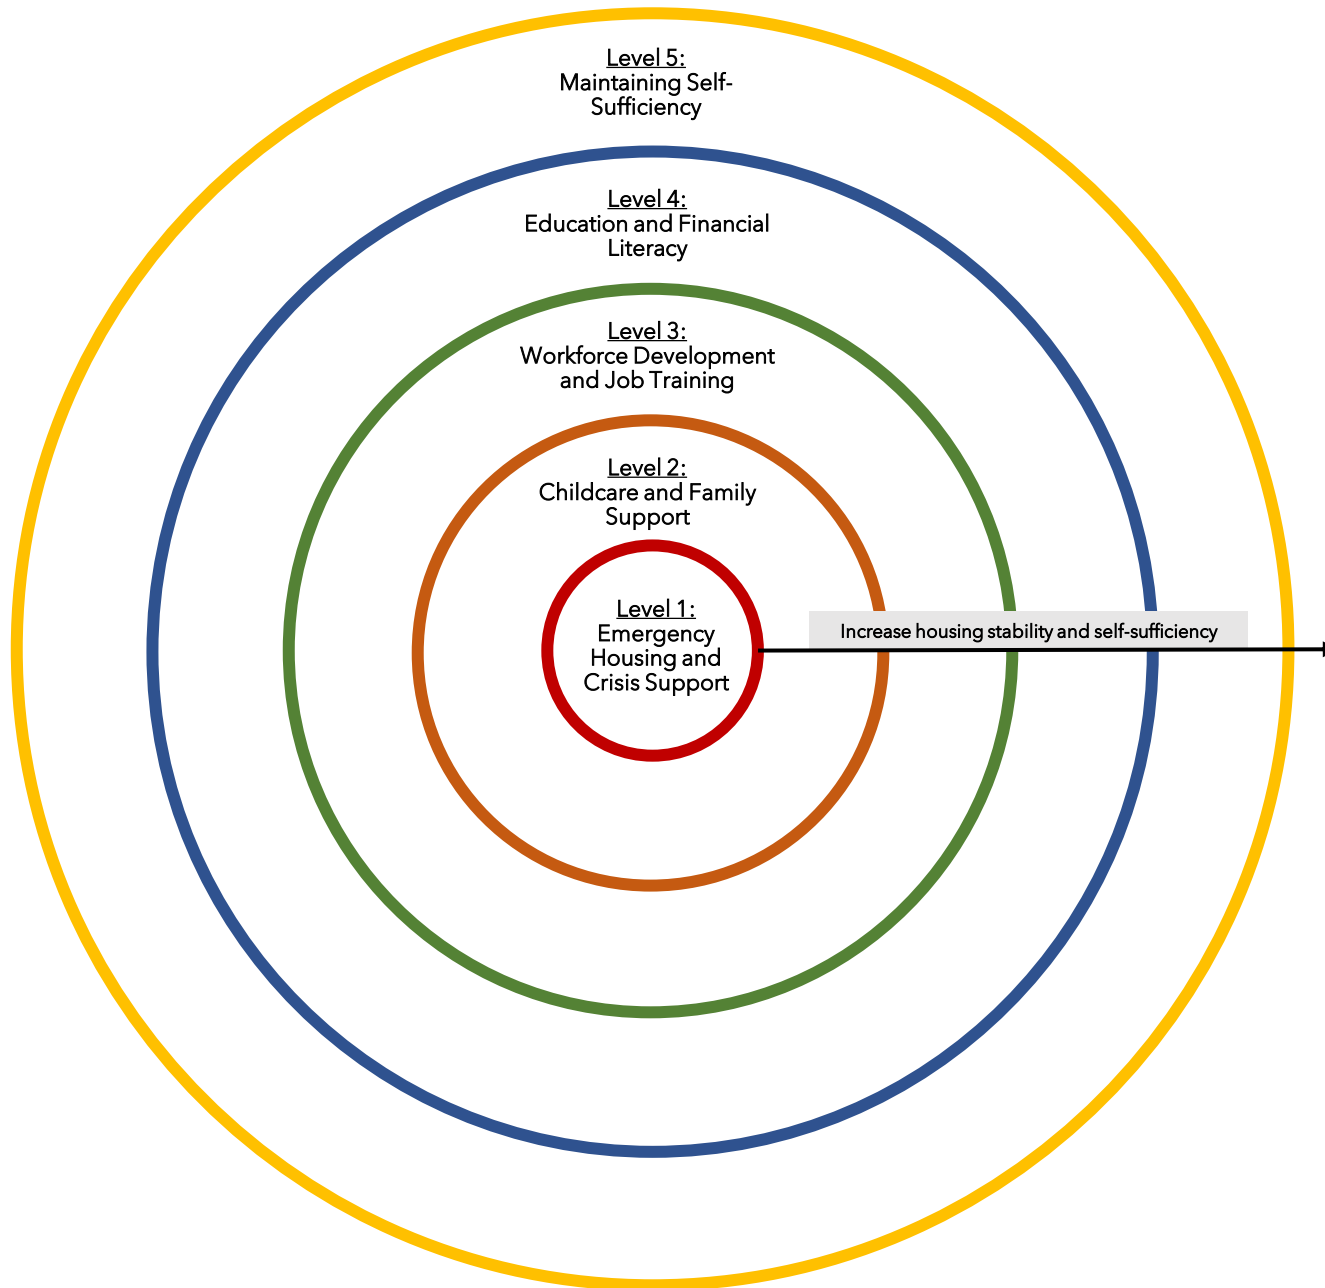 Level 5:
Maintaining Self-
Sufficiency
Level 4:
Education and Financial
Literacy
Level 3:
Workforce Development
and Job Training
Level 2:
Childcare and Family
Support
Level 1:
Emergency
Housing and
Crisis Support
Increase housing stability and self-sufficiency